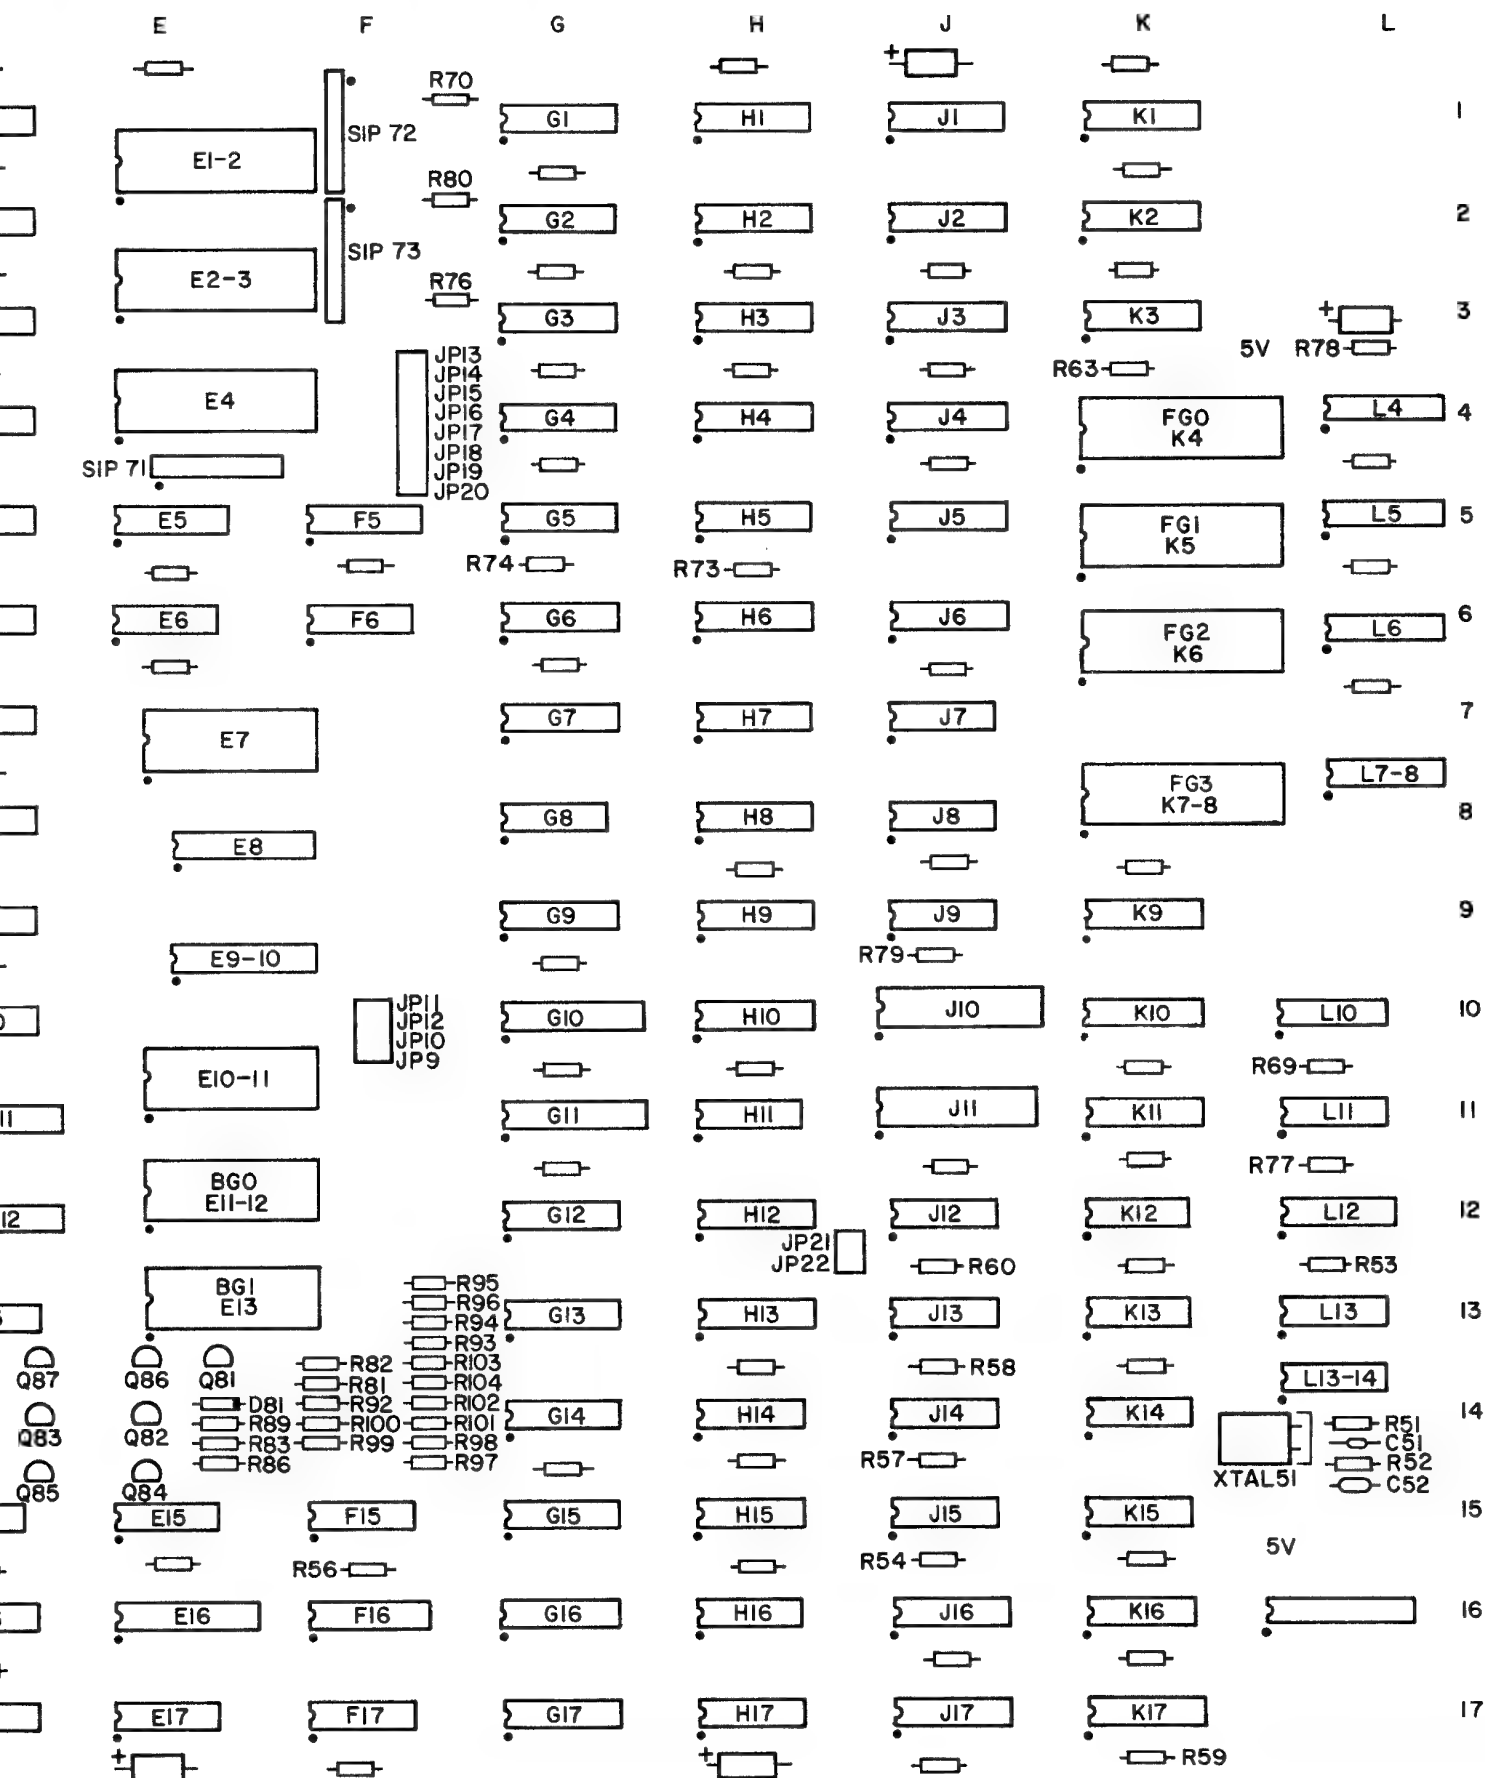 E F G H J K L
+
R70
G1 H1 J1 K1 1
SIP 72
E1-2
R80
G2 H2 J2 K2 2
SIP 73
E2-3
R76
G3 H3 J3 K3 + 3
5V R78
JP13
JP14
JP15
JP16
JP17
JP18
JP19
JP20
R63
E4 G4 H4 J4 FG0 L4 4
K4
SIP 71
E5 F5 G5 H5 J5 FG1 L5 5
K5
R74 R73
E6 F6 G6 H6 J6 FG2 L6 6
K6
E7 G7 H7 J7 7
FG3 L7-8
K7-8
E8 G8 H8 J8 8
G9 H9 J9 K9 9
E9-10 R79
JP11
JP12
JP10
JP9
G10 H10 J10 K10 L10 10
R69
E10-11
11 G11 H11 J11 K11 L11 11
R77
BG0
E11-12
12 G12 H12 J12 K12 L12 12
JP21
JP22
R60 R53
BG1
E13
R95
R96
R94
R93
R103
R104
R102
R101
R98
R97
G13 H13 J13 K13 L13 13
Q87 Q86 Q81
R82
R81
R92
R100
R99
R58
L13-14
D81
R89
R83
R86
Q83 Q82
G14 H14 J14 K14 14
R51
C51
R52
C52
XTAL51
R57
Q85 Q84
E15 F15 G15 H15 J15 K15 15
5V
R56 R54
E16 F16 G16 H16 J16 K16 16
E17 F17 G17 H17 J17 K17 17
+ + R59